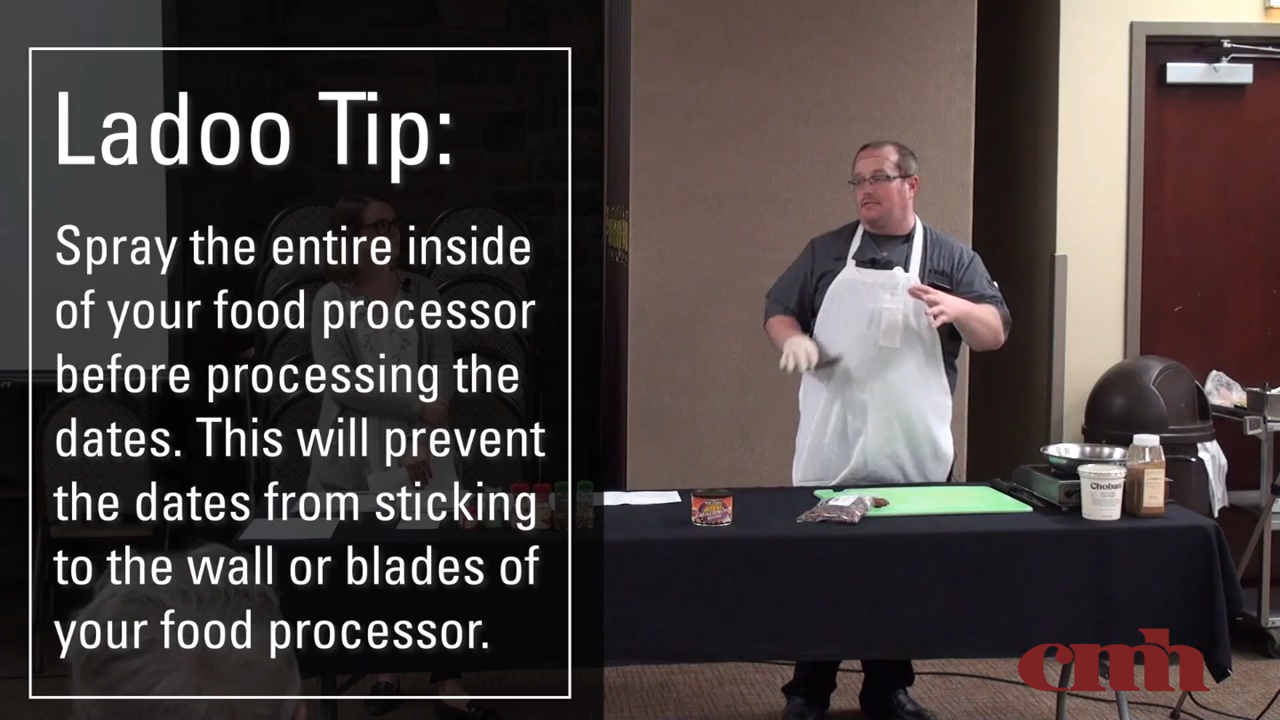 Ladoo Tip:
Spray the entire inside
of your food processor
before processing the
dates. This will prevent
the dates from sticking
to the wall or blades of
your food processor.
Chobani
cmh